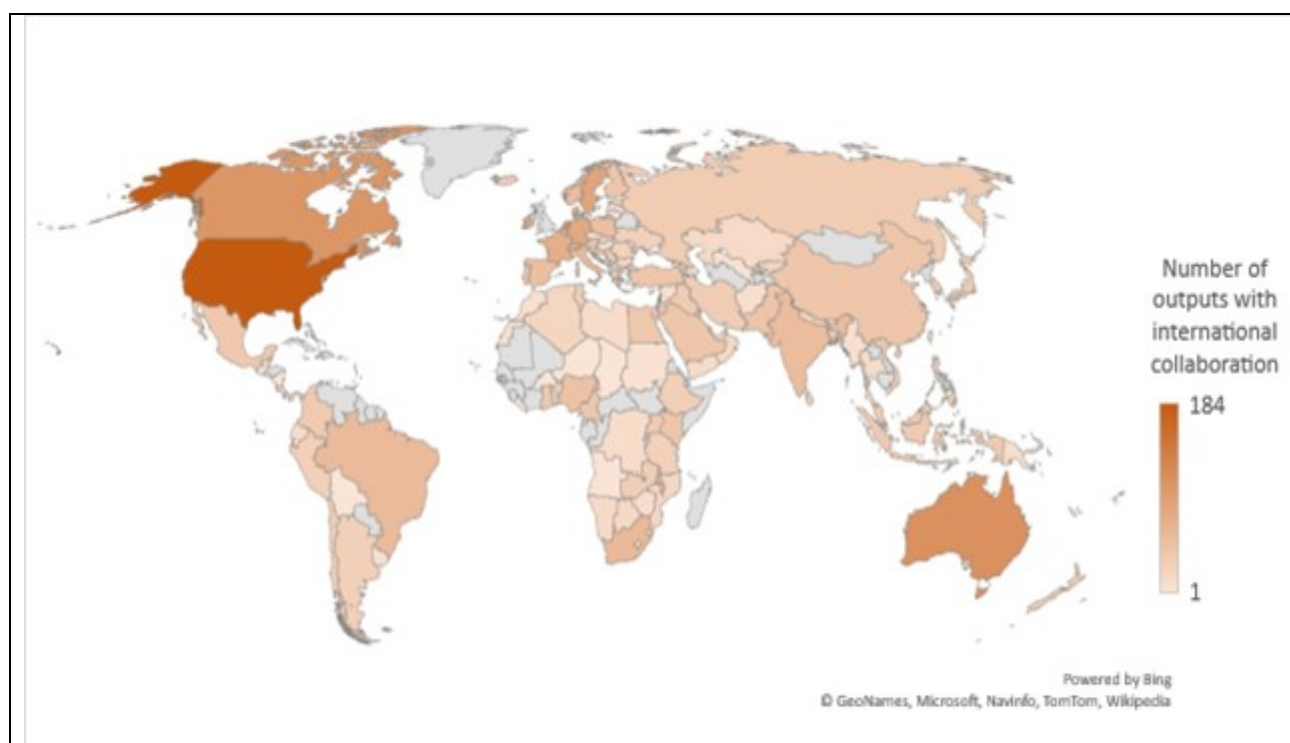 Number of
outputs with
international
collaboration
184
1
Powered by Bing
© GeoNames, Microsoft, NavInfo, TomTom, Wikipedia